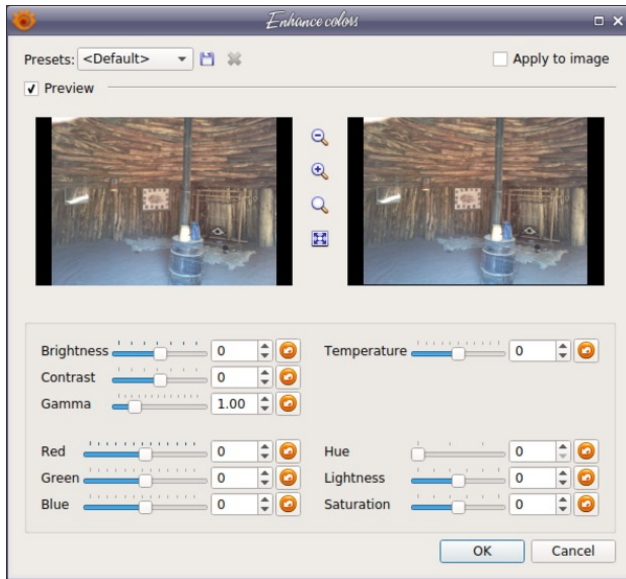 Enhance colors
Presets: <Default> Apply to image
Preview
Brightness 0 Temperature 0
Contrast 0
Gamma 1.00
Red 0 Hue 0
Green 0 Lightness 0
Blue 0 Saturation 0
OK Cancel